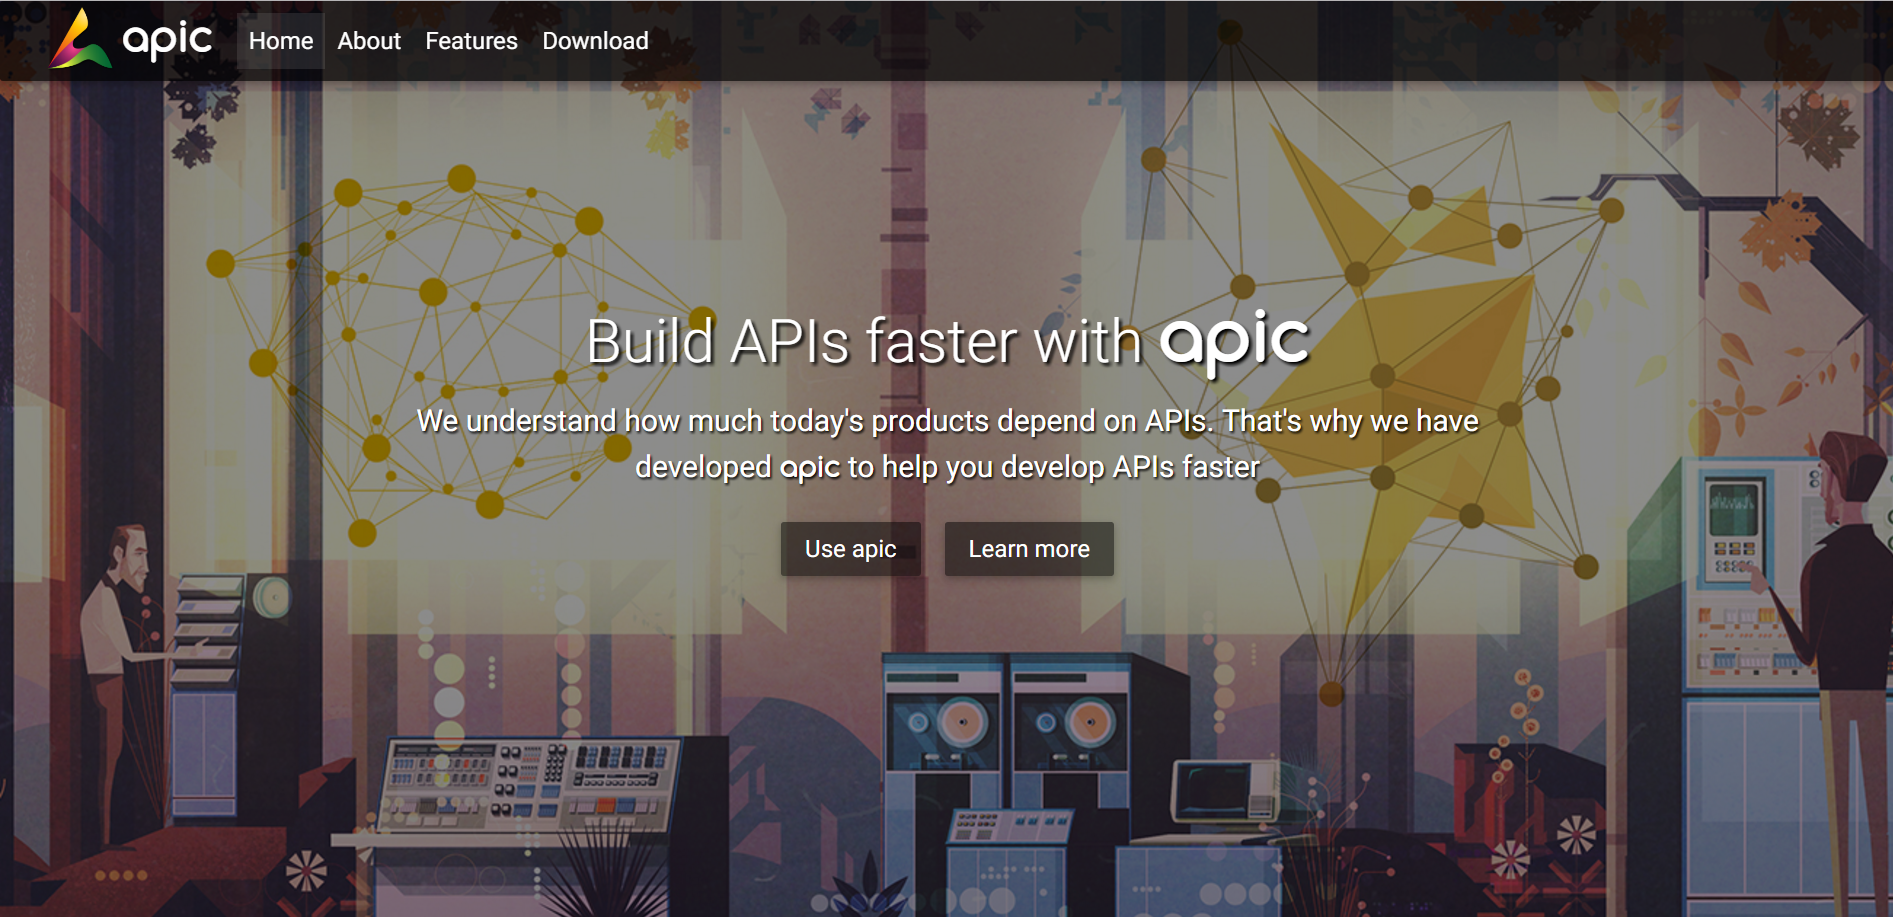 apic Home About Features Download
Build APIs faster with apic
We understand how much today's products depend on APIs. That's why we have
developed apic to help you develop APIs faster
Use apic Learn more